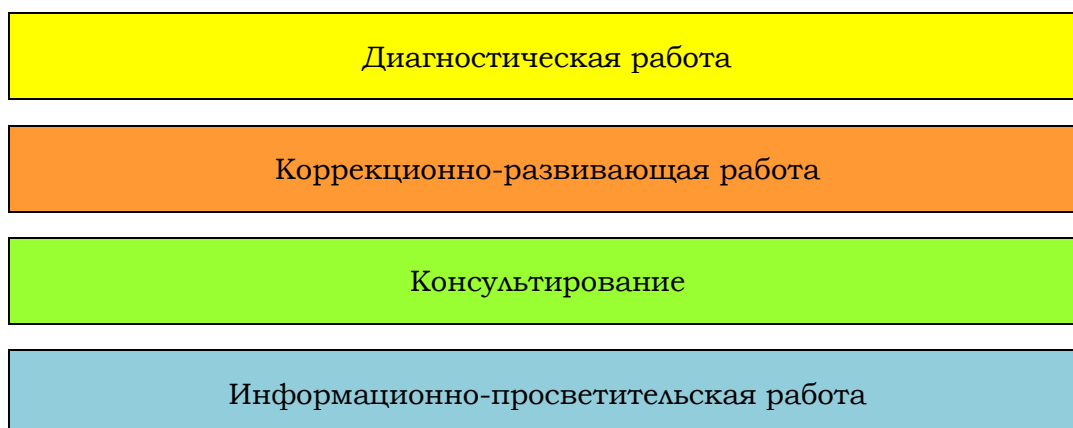 Диагностическая работа
Коррекционно-развивающая работа
Консультирование
Информационно-просветительская работа